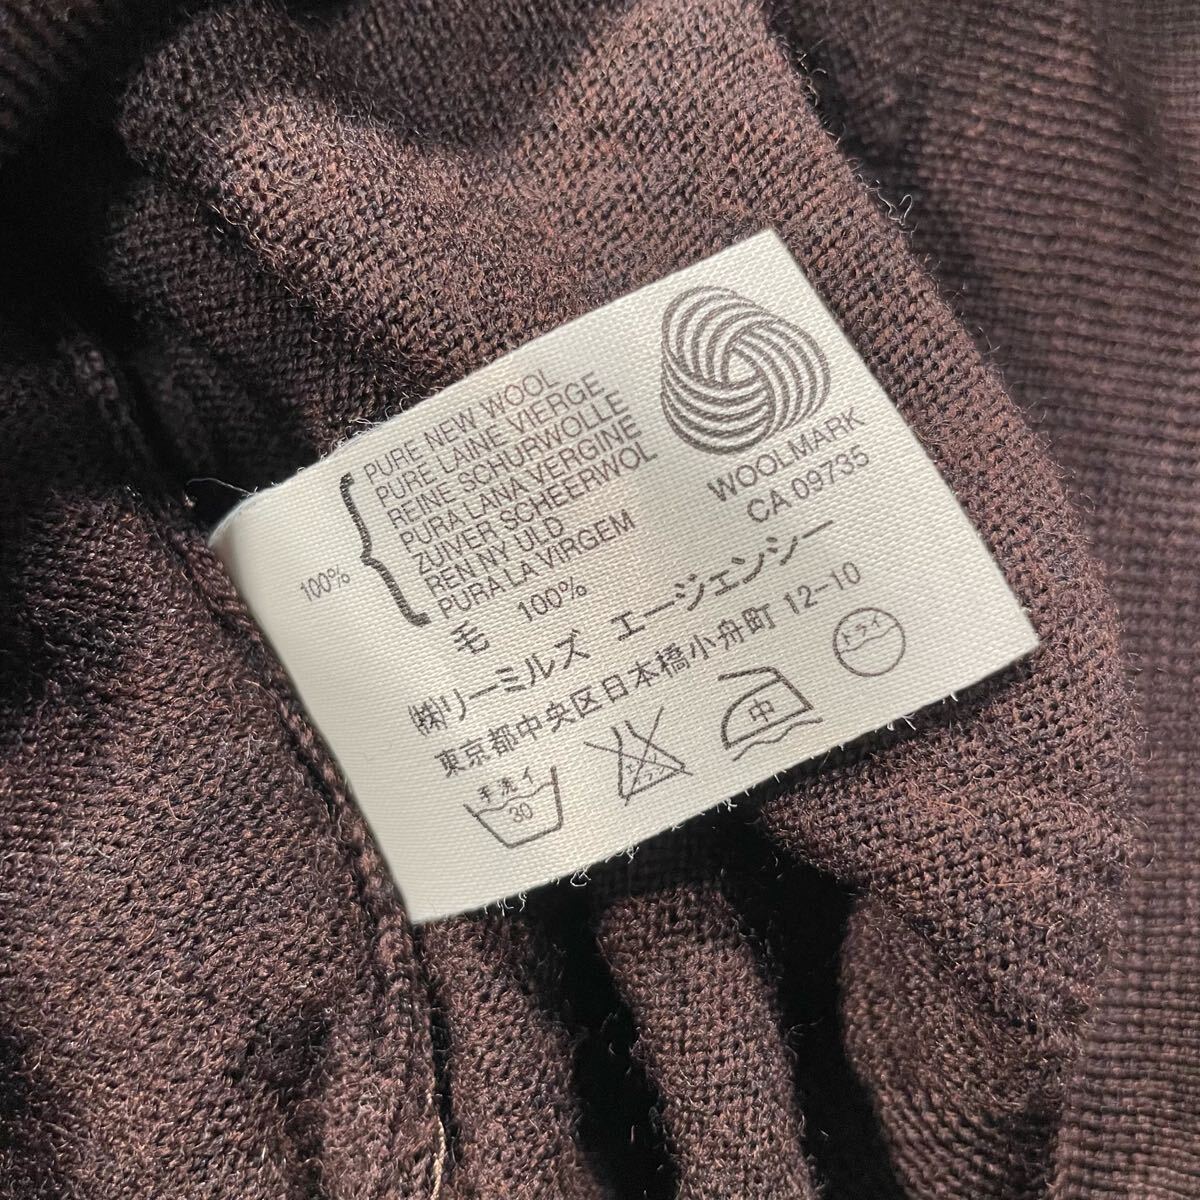 100%
PURE NEW WOOL
PURE LAINE VIERGE
REINE SCHURWOLLE
PURA LANA VERGINE
ZUIVER SCHEERWOL
REN NY ULD
PURA LA VIRGEM
毛 100%
WOOLMARK
CA 09735
㈱リーミルズ エージェンシー
東京都中央区日本橋小舟町 12-10
手洗イ
30
中
ドライ